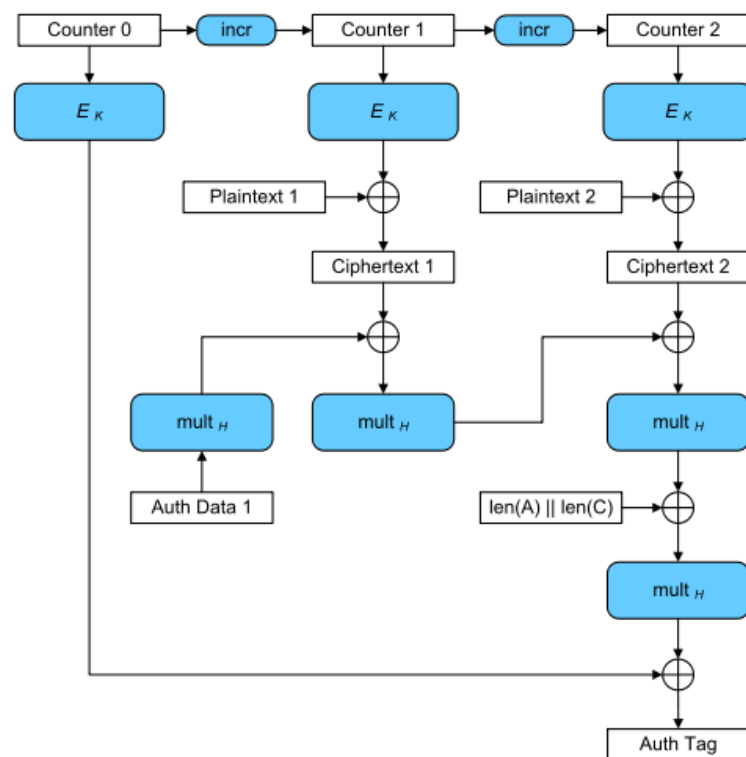 Counter 0
incr
Counter 1
incr
Counter 2
E K
E K
E K
Plaintext 1
Plaintext 2
Ciphertext 1
Ciphertext 2
mult H
mult H
mult H
Auth Data 1
len(A) || len(C)
mult H
Auth Tag